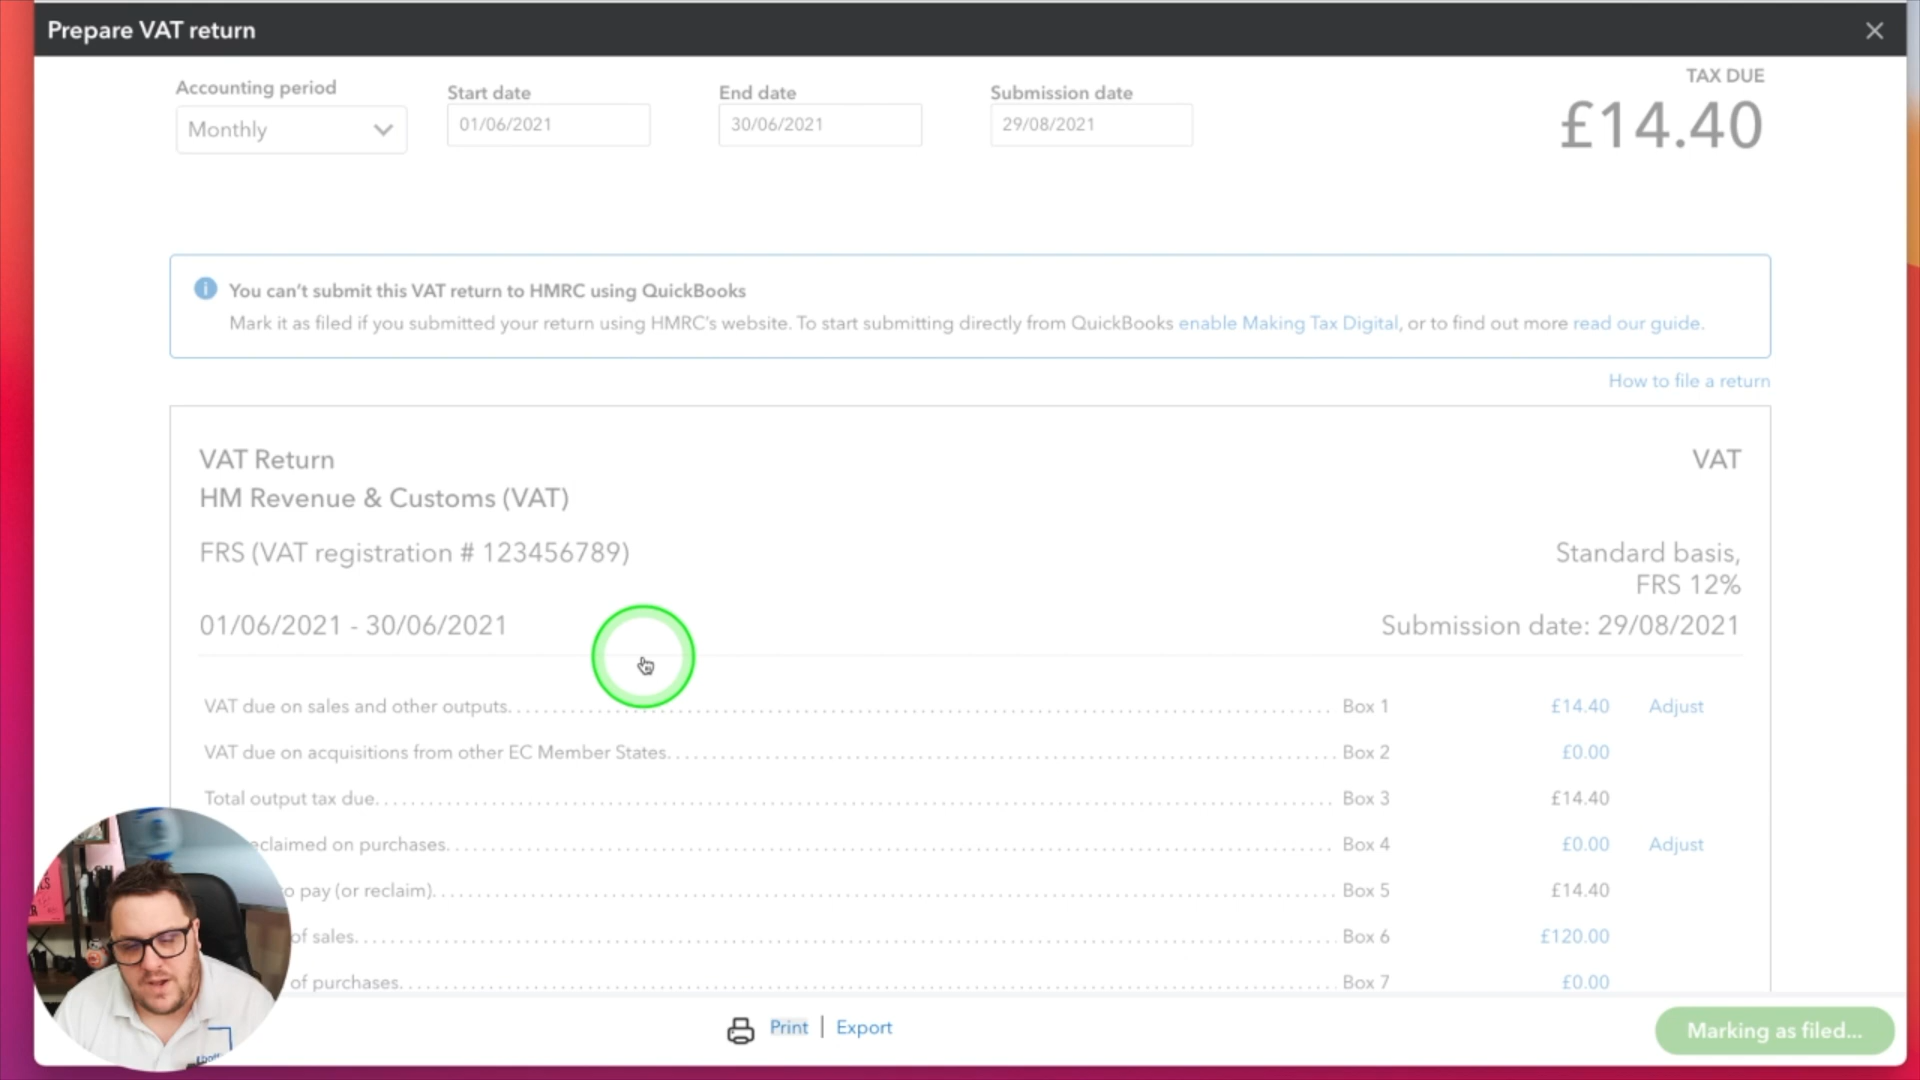 Prepare VAT return
Accounting period
Start date
End date
Submission date
TAX DUE
Monthly
01/06/2021
30/06/2021
29/08/2021
£14.40
You can't submit this VAT return to HMRC using QuickBooks
Mark it as filed if you submitted your return using HMRC's website. To start submitting directly from QuickBooks enable Making Tax Digital, or to find out more read our guide.
How to file a return
VAT Return
VAT
HM Revenue & Customs (VAT)
FRS (VAT registration # 123456789)
Standard basis,
FRS 12%
01/06/2021 - 30/06/2021
Submission date: 29/08/2021
VAT due on sales and other outputs. Box 1 £14.40 Adjust
VAT due on acquisitions from other EC Member States. Box 2 £0.00
Total output tax due. Box 3 £14.40
on purchases. Box 4 £0.00 Adjust
to pay (or reclaim). Box 5 £14.40
of sales. Box 6 £120.00
of purchases. Box 7 £0.00
Print | Export
Marking as filed...